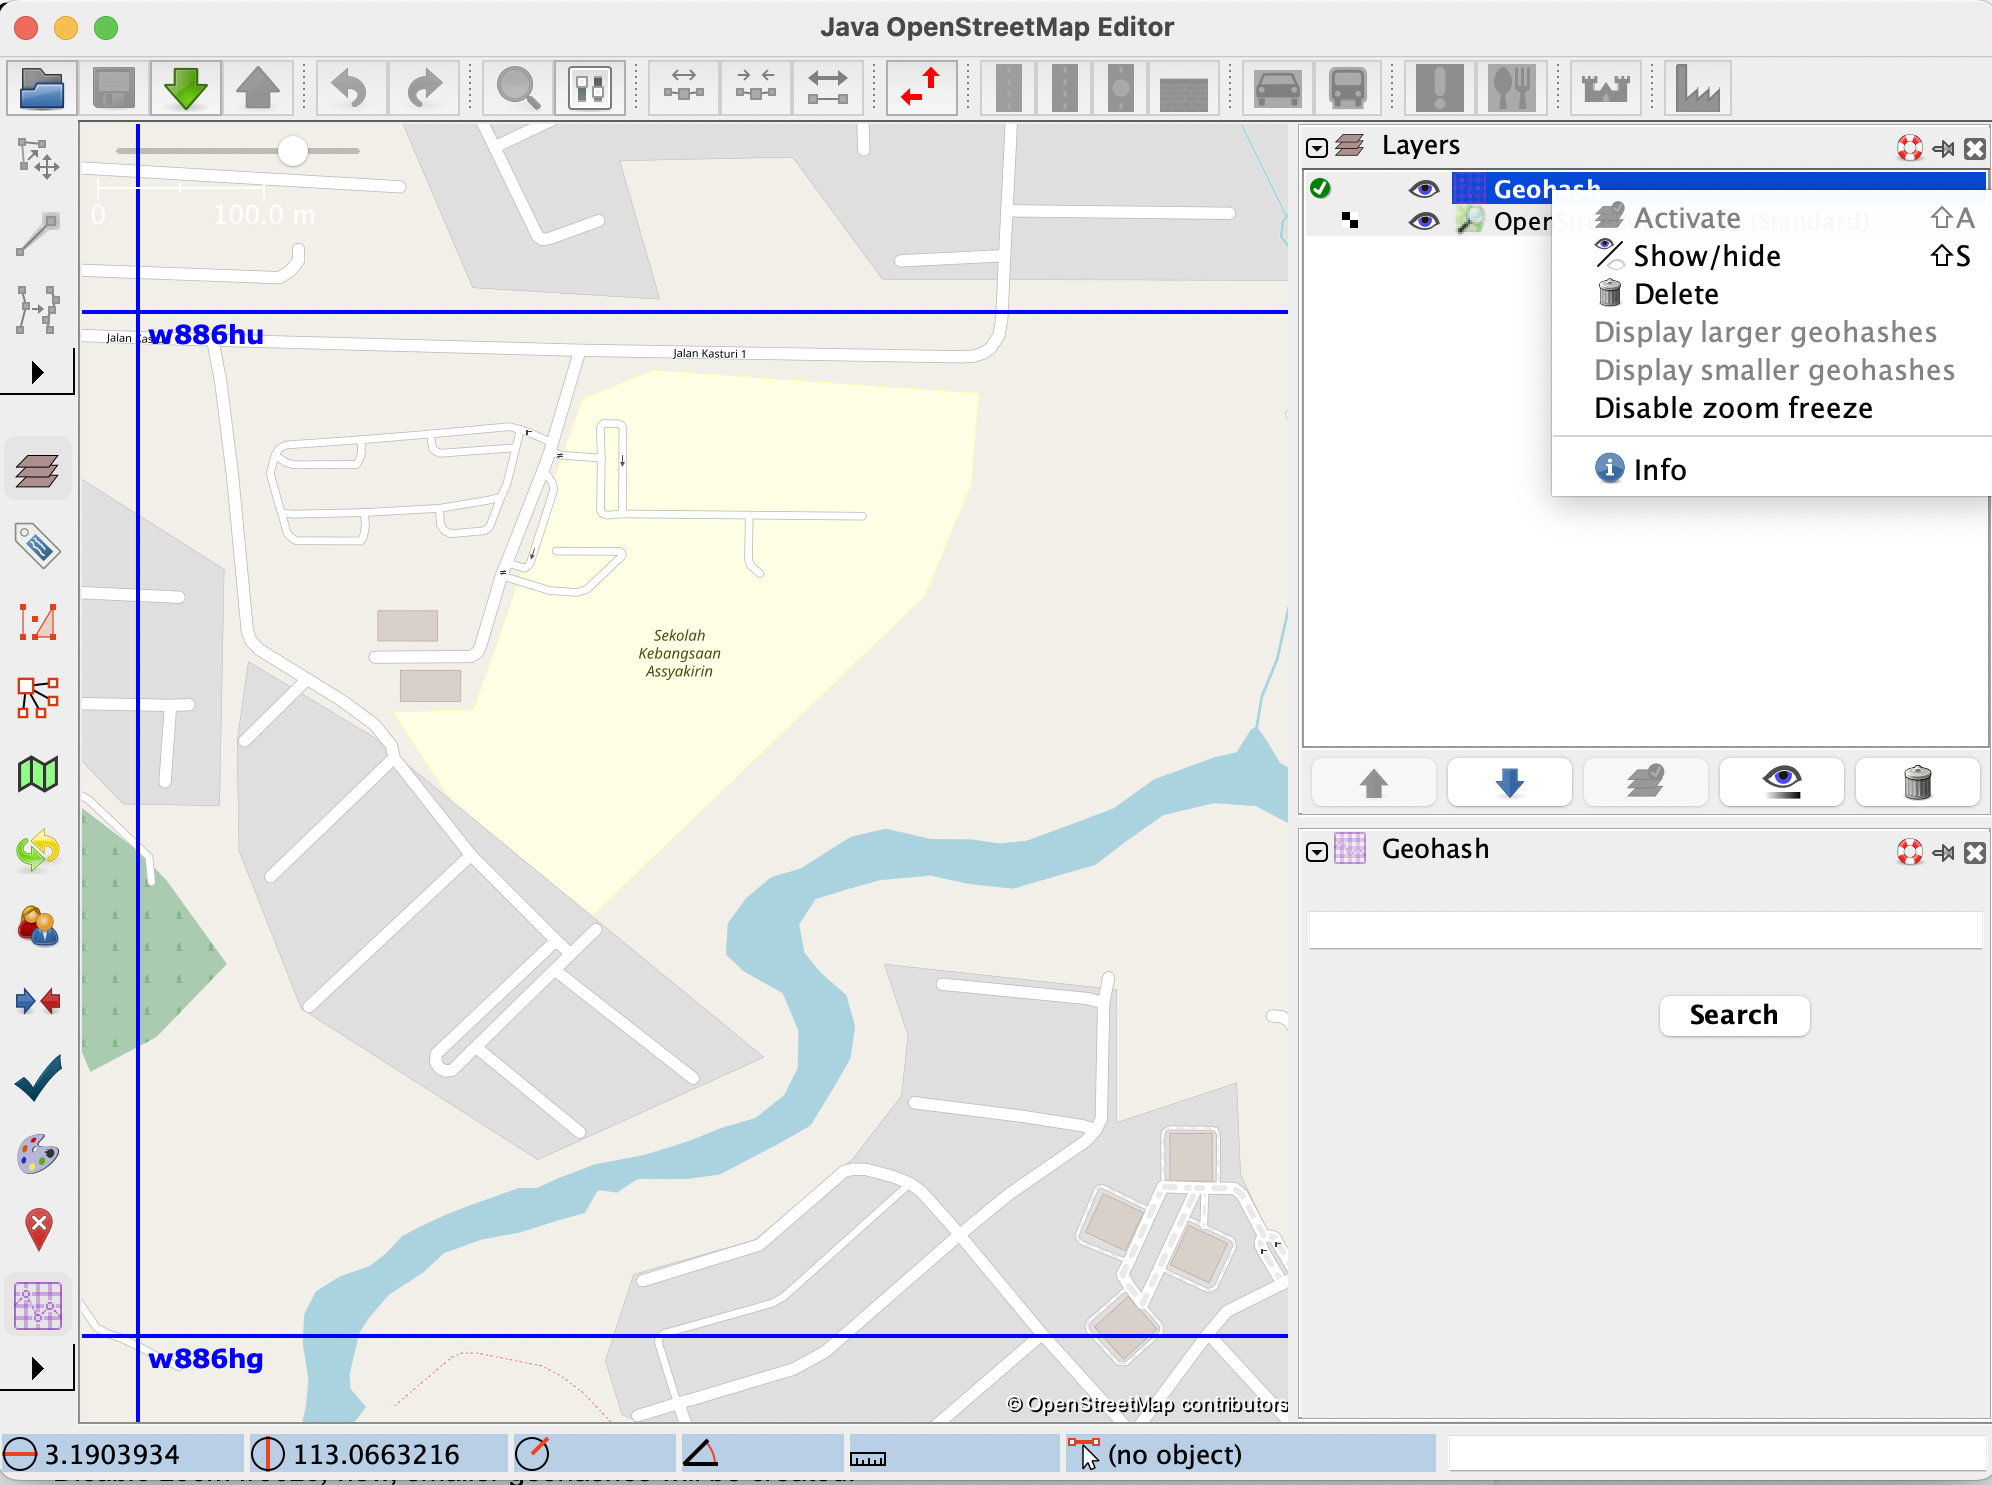 Java OpenStreetMap Editor
0 100.0 m
w886hu
Jalan Kasturi 1
Sekolah
Kebangsaan
Assyakirin
w886hg
© OpenStreetMap contributors
Layers
Geohash
Activate ⇧A
Show/hide ⇧S
Delete
Display larger geohashes
Display smaller geohashes
Disable zoom freeze
Info
Geohash
Search
3.1903934 113.0663216 (no object)